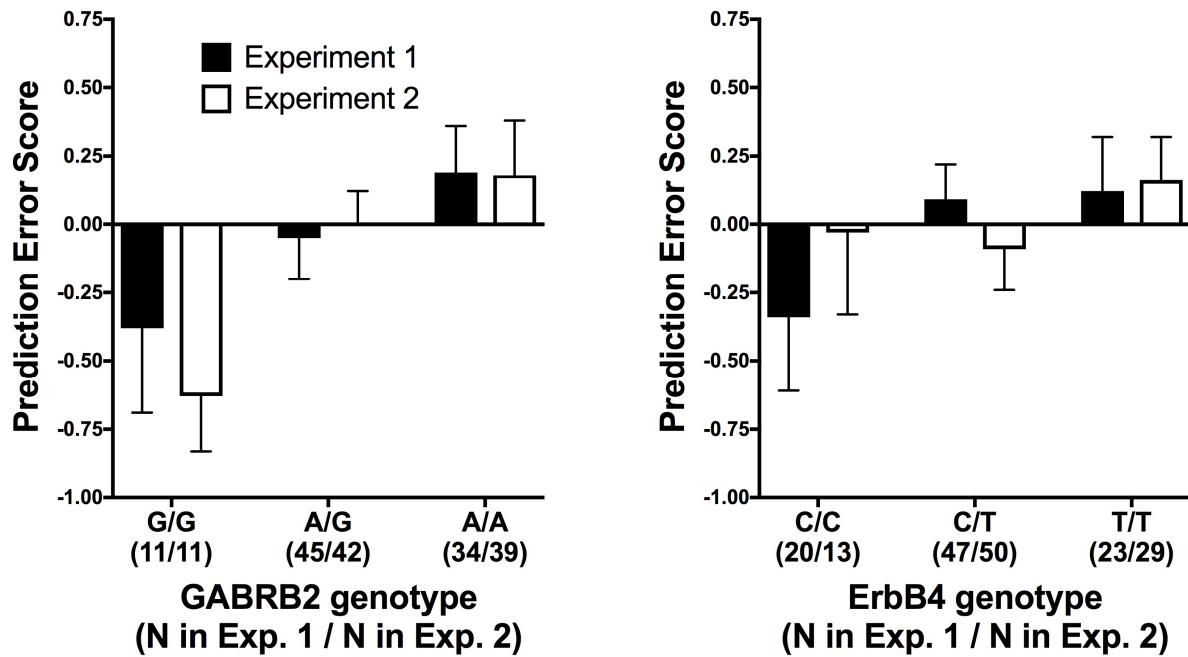 Prediction Error Score
0.75
0.50
0.25
0.00
-0.25
-0.50
-0.75
-1.00
Experiment 1
Experiment 2
G/G A/G A/A
(11/11) (45/42) (34/39)
GABRB2 genotype
(N in Exp. 1 / N in Exp. 2)
Prediction Error Score
0.75
0.50
0.25
0.00
-0.25
-0.50
-0.75
-1.00
C/C C/T T/T
(20/13) (47/50) (23/29)
ErbB4 genotype
(N in Exp. 1 / N in Exp. 2)